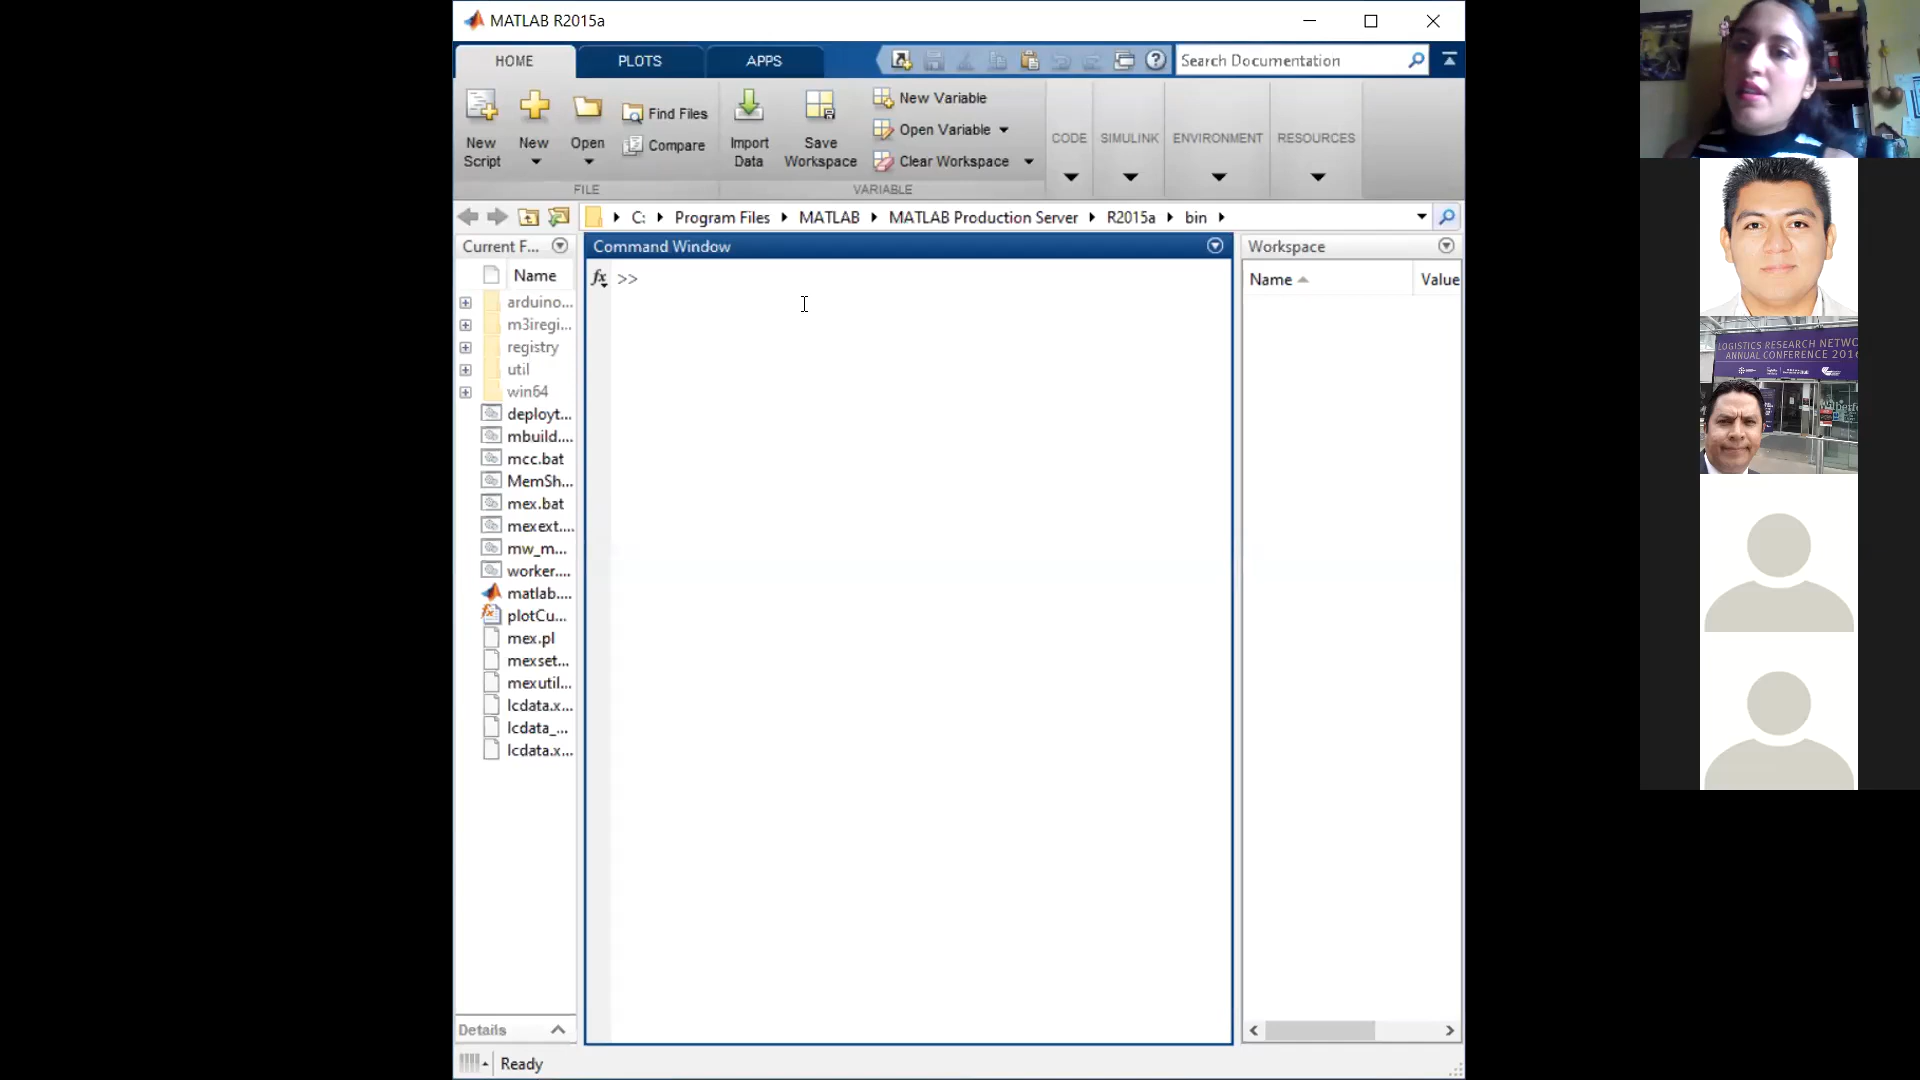 MATLAB R2015a
HOME
PLOTS
APPS
Search Documentation
New Script
New
Open
Find Files
Compare
Import Data
Save Workspace
New Variable
Open Variable
Clear Workspace
FILE
VARIABLE
CODE
SIMULINK
ENVIRONMENT
RESOURCES
C: Program Files MATLAB MATLAB Production Server R2015a bin
Current F...
Name
arduino...
m3iregi...
registry
util
win64
deployt...
mbuild....
mcc.bat
MemSh...
mex.bat
mexext....
mw_m...
worker....
matlab....
plotCu...
mex.pl
mexset...
mexutil...
lcdata.x...
lcdata_...
lcdata.x...
Details
Ready
Command Window
fx >>
Workspace
Name
Value
LOGISTICS RESEARCH NETWO
ANNUAL CONFERENCE 201